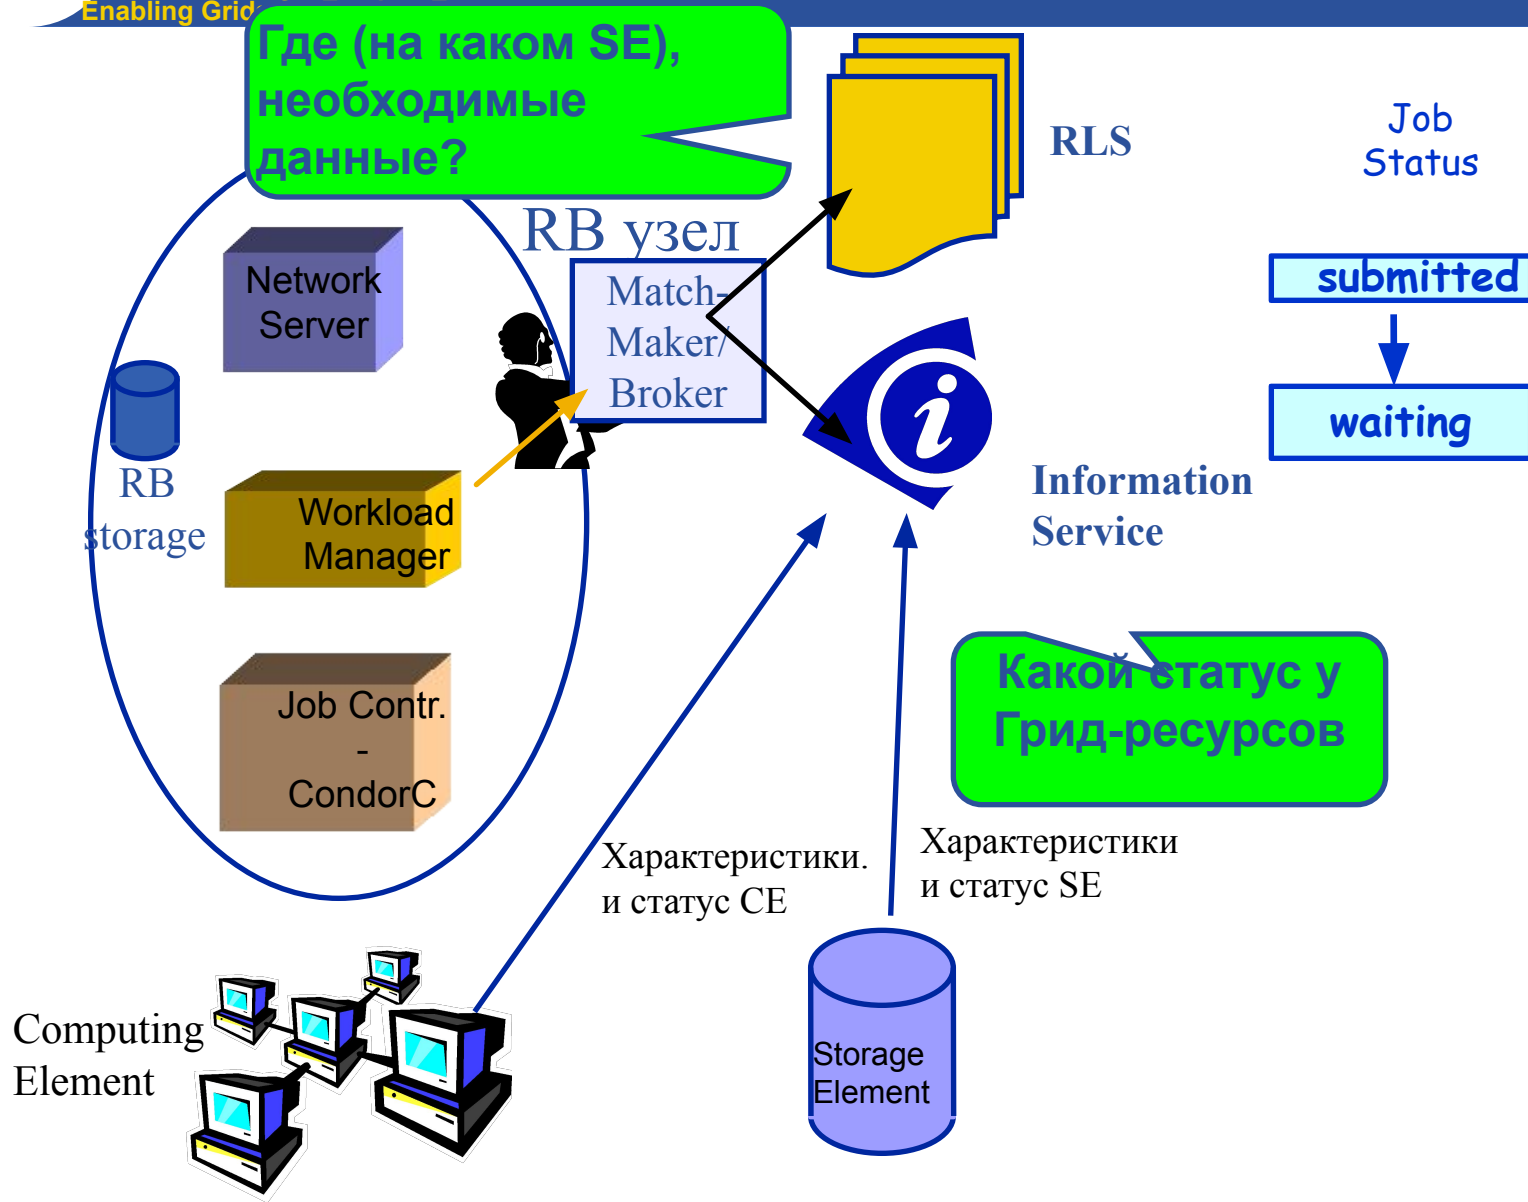 Enabling Grid
Где (на каком SE),
необходимые
данные?
RLS
Job
Status
RB узел
Network
Server
Match-
Maker/
Broker
submitted
waiting
RB
storage
Workload
Manager
Information
Service
Какой статус у
Грид-ресурсов
Job Contr.
-
CondorC
Характеристики.
и статус CE
Характеристики
и статус SE
Computing
Element
Storage
Element